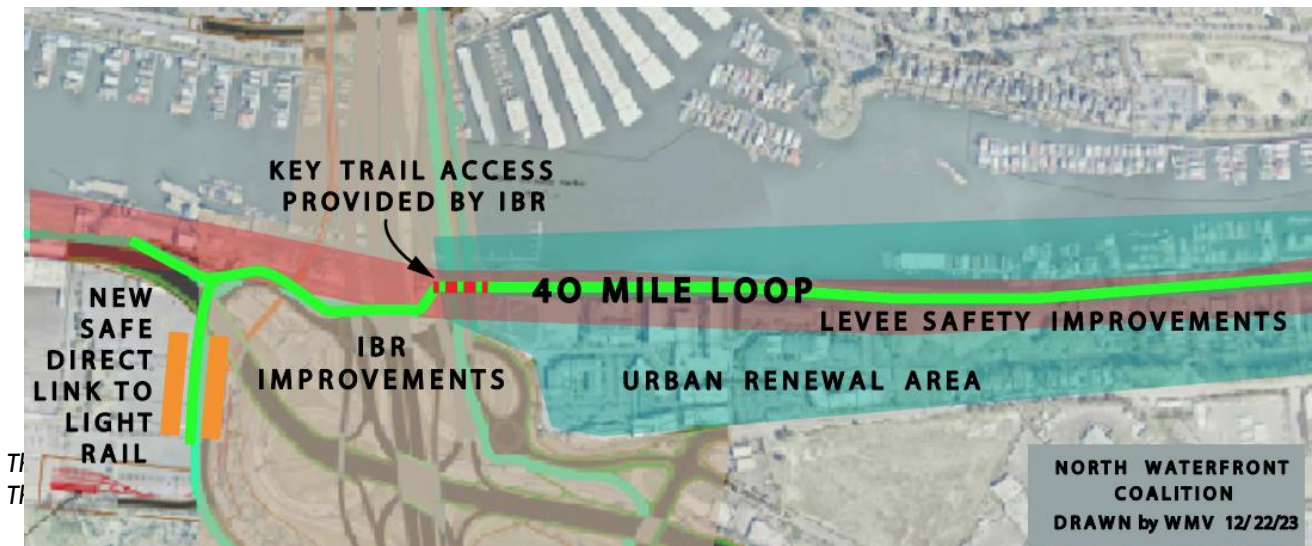 KEY TRAIL ACCESS
PROVIDED BY IBR
40 MILE LOOP
LEVEE SAFETY IMPROVEMENTS
NEW
SAFE
DIRECT
LINK TO
LIGHT
RAIL
IBR
IMPROVEMENTS
URBAN RENEWAL AREA
NORTH WATERFRONT
COALITION
DRAWN by WMV 12/22/23